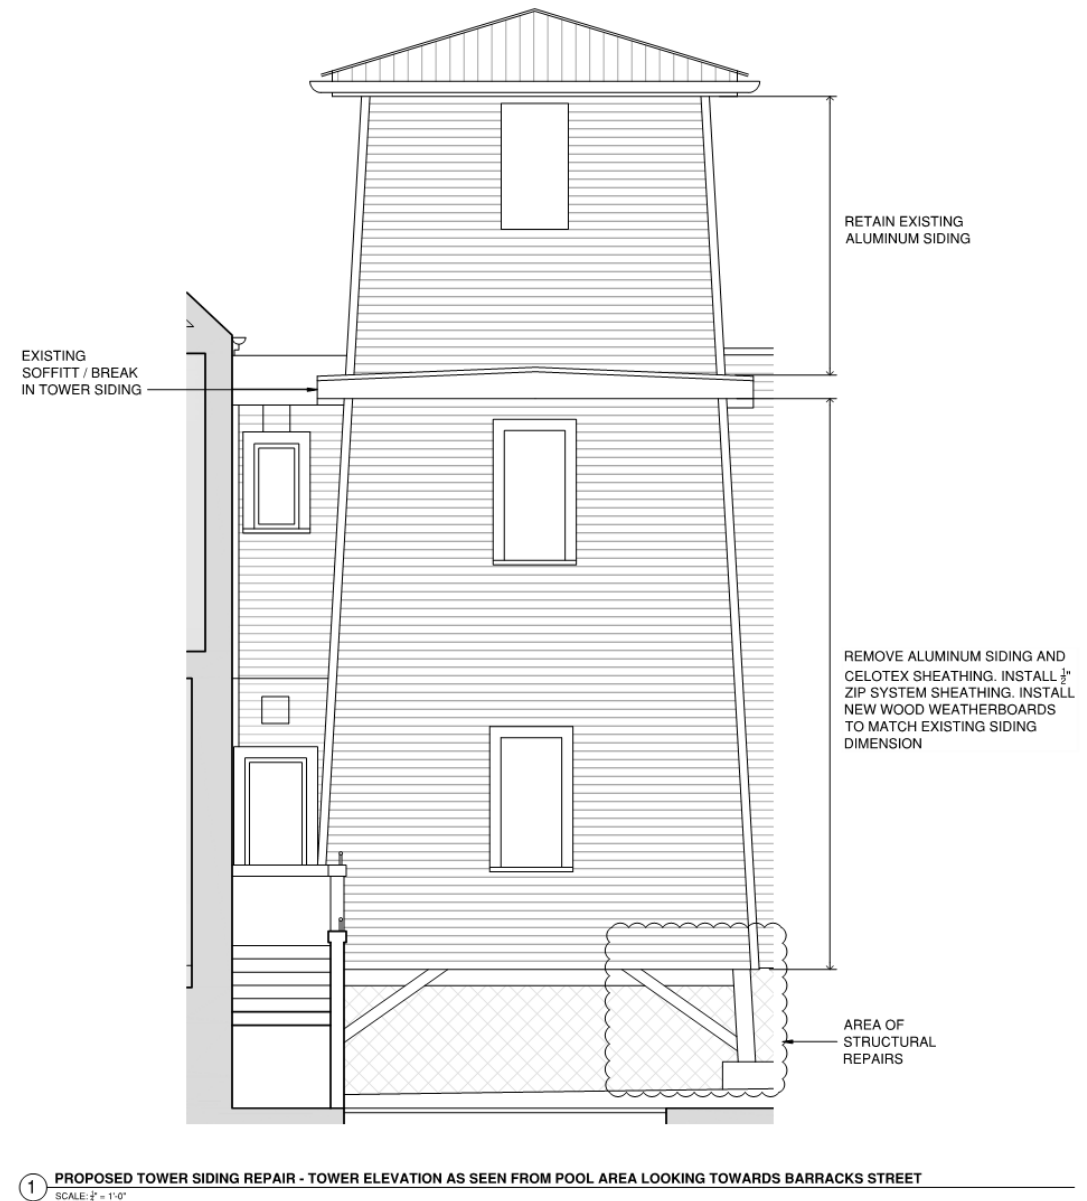 RETAIN EXISTING
ALUMINUM SIDING
EXISTING
SOFFITT / BREAK
IN TOWER SIDING
REMOVE ALUMINUM SIDING AND
CELOTEX SHEATHING. INSTALL ½"
ZIP SYSTEM SHEATHING. INSTALL
NEW WOOD WEATHERBOARDS
TO MATCH EXISTING SIDING
DIMENSION
AREA OF
STRUCTURAL
REPAIRS
1 PROPOSED TOWER SIDING REPAIR - TOWER ELEVATION AS SEEN FROM POOL AREA LOOKING TOWARDS BARRACKS STREET
SCALE: = 1'-0"